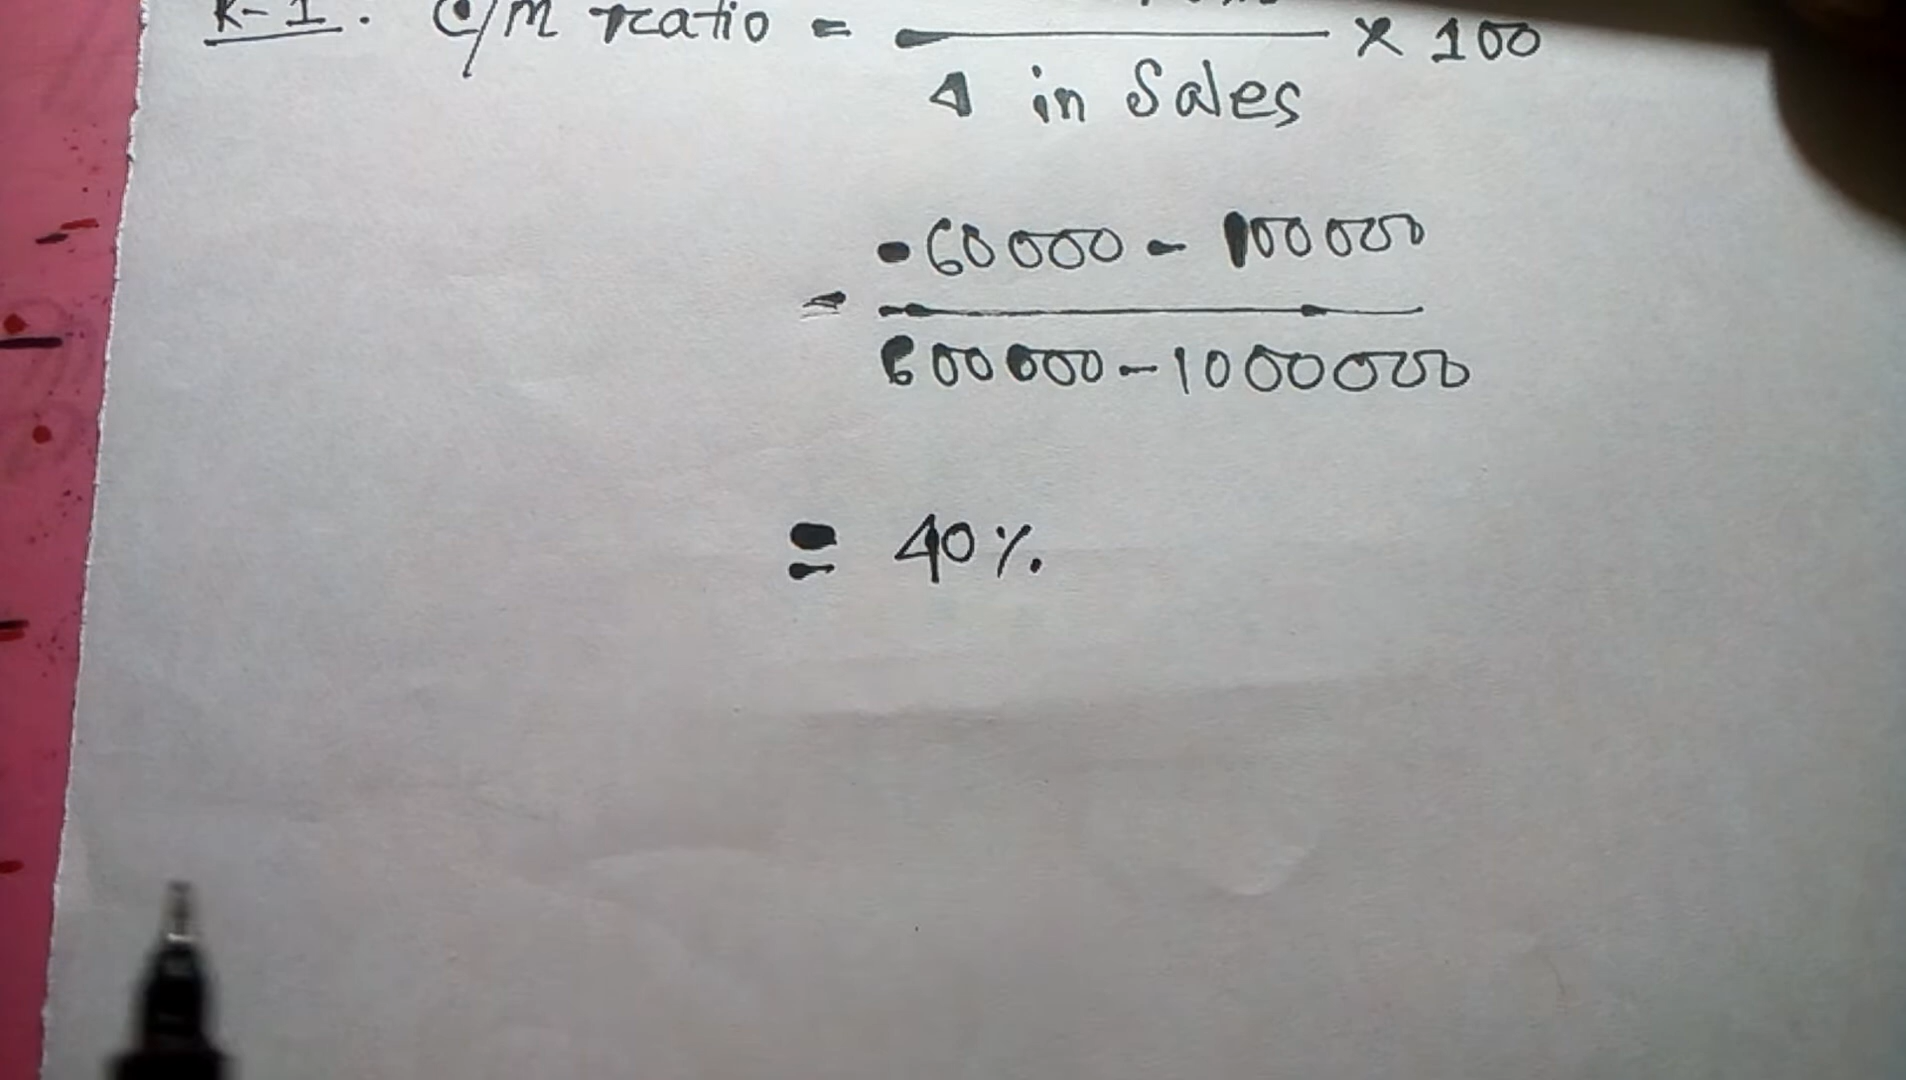 R-1. C/M ratio = ――― × 100
Δ in Sales
= -60000 - 100000
600000-1000000
= 40%.